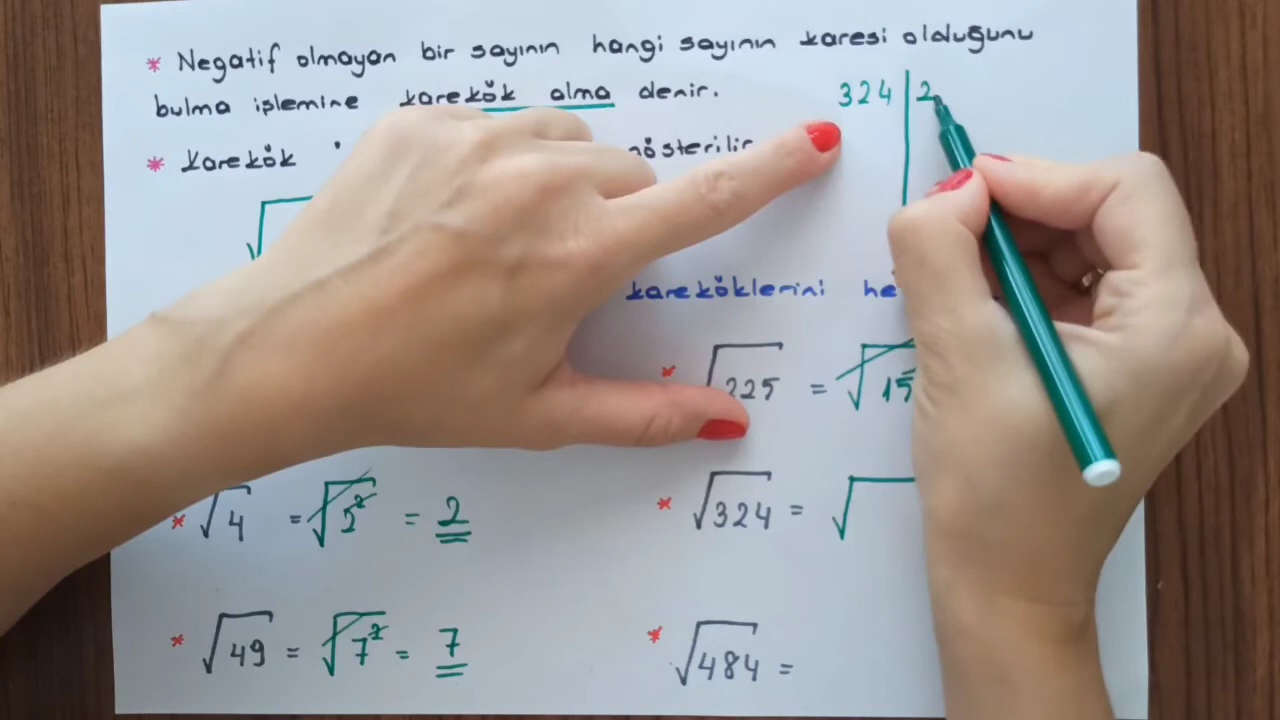 * Negatif olmayan bir sayının hangi sayının karesi olduğunu
bulma işlemine karekök alma denir.
324 | 2
* karekök gösterilir
√
kareköklerini he
* √225 = √15
* √4 = √2² = 2
* √324 = √
* √49 = √7² = 7
* √484 =